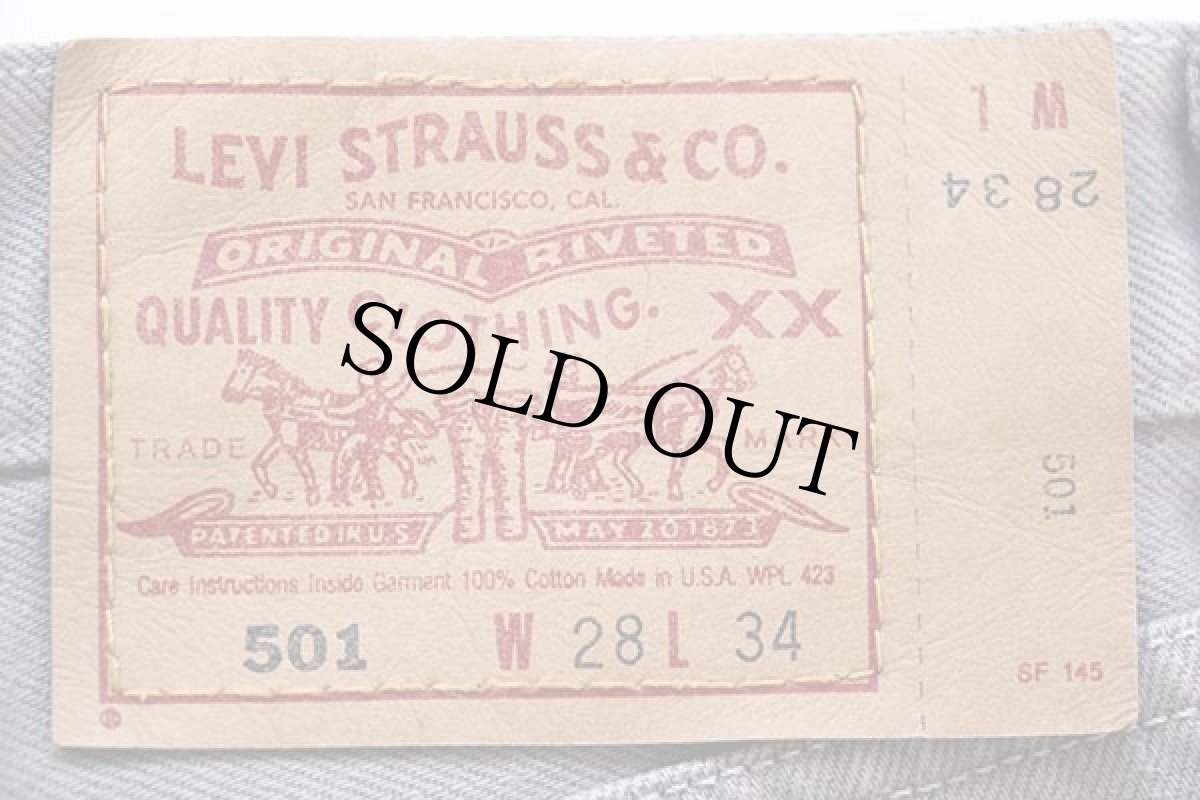 LEVI STRAUSS & CO.
SAN FRANCISCO, CAL.
ORIGINAL RIVETED
QUALITY CLOTHING. XX
TRADE MARK
PATENTED IN U.S. MAY 20 1873
Care Instructions Inside Garment 100% Cotton Made in U.S.A. WPL 423
501 W 28 L 34
SOLD OUT
W L
28 34
501
SF 145